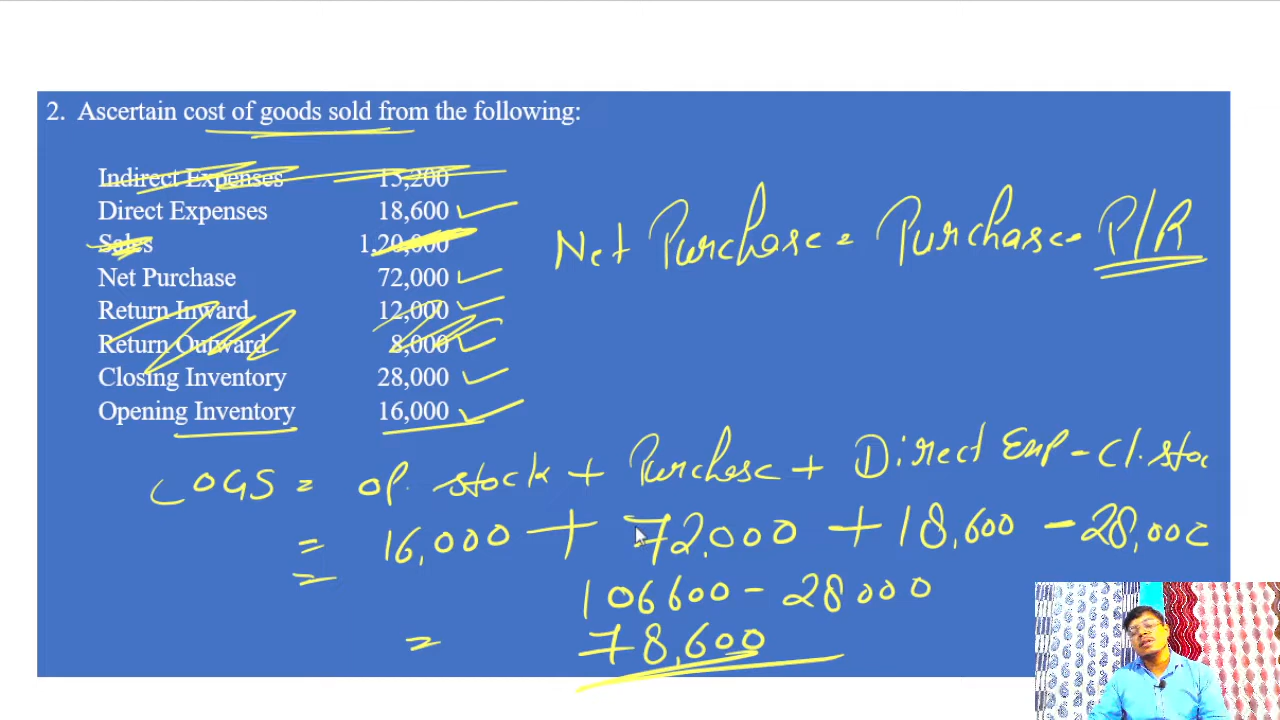 2. Ascertain cost of goods sold from the following:
Indirect Expenses 15,200
Direct Expenses 18,600
Sales 1,20,000
Net Purchase 72,000
Return Inward 12,000
Return Outward 8,000
Closing Inventory 28,000
Opening Inventory 16,000
Net Purchase = Purchase - P/R
COGS = op. stock + Purchase + Direct Exp - Cl. stoc
= 16,000 + 72,000 + 18,600 - 28,000
= 106600 - 28000
= 78,600